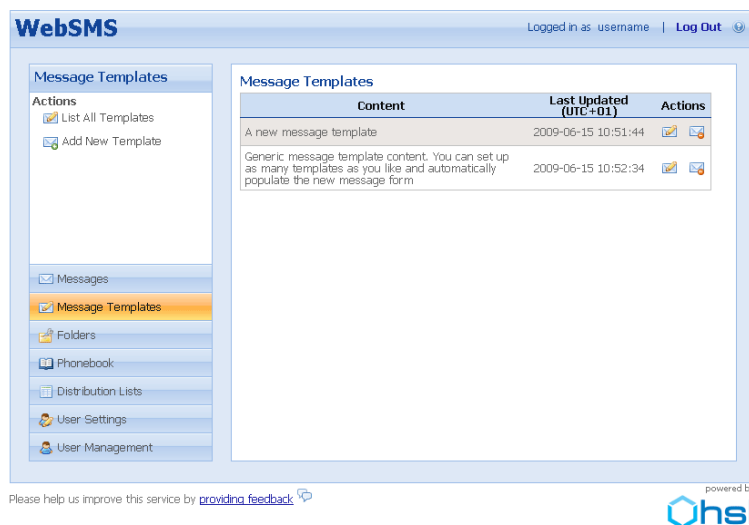 WebSMS
Logged in as username | Log Out
Message Templates
Actions
List All Templates
Add New Template
Messages
Message Templates
Folders
Phonebook
Distribution Lists
User Settings
User Management
Message Templates
Content
Last Updated
(UTC+01)
Actions
A new message template
2009-06-15 10:51:44
Generic message template content. You can set up
as many templates as you like and automatically
populate the new message form
2009-06-15 10:52:34
Please help us improve this service by providing feedback
powered b
hs